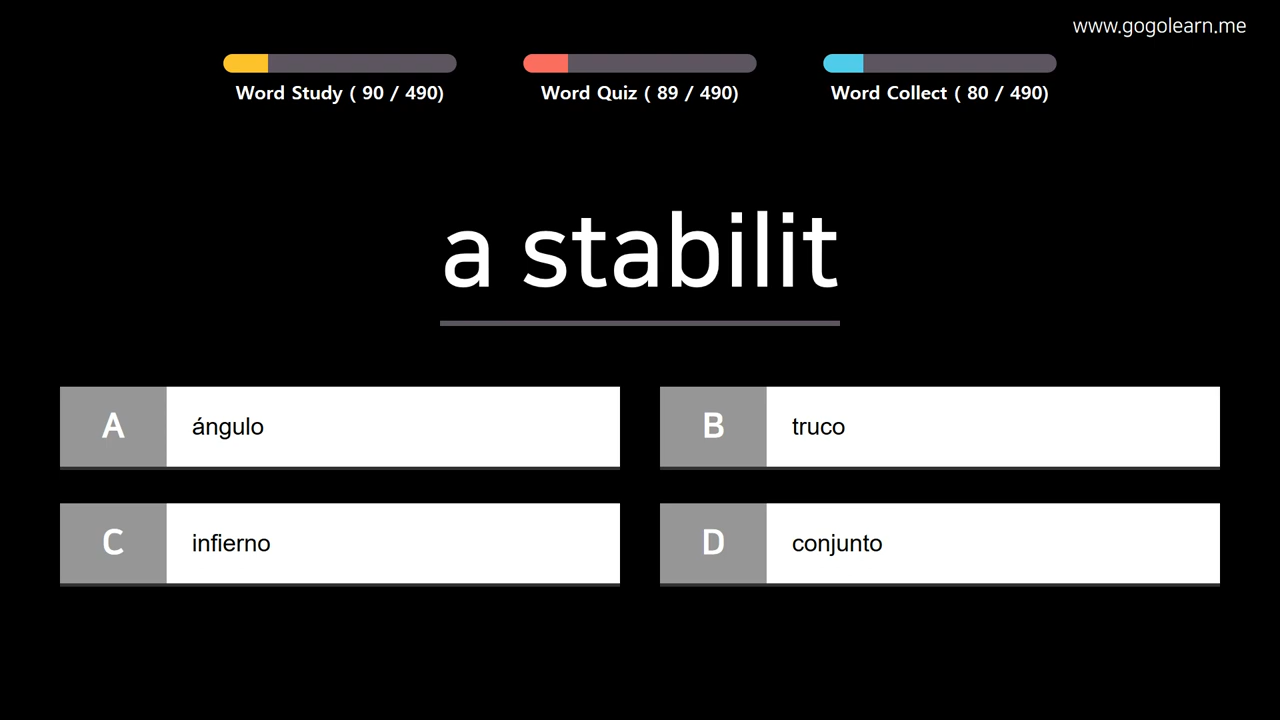 www.gogolearn.me
Word Study ( 90 / 490)
Word Quiz ( 89 / 490)
Word Collect ( 80 / 490)
a stabilit
A ángulo
B truco
C infierno
D conjunto